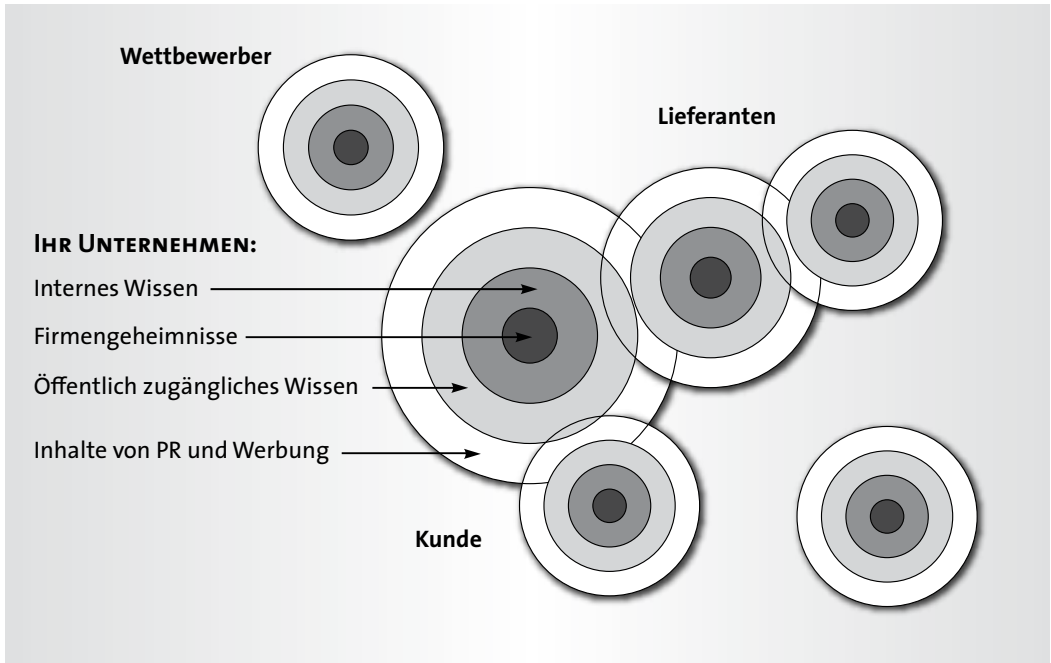 Wettbewerber
Lieferanten
IHR UNTERNEHMEN:
Internes Wissen
Firmengeheimnisse
Öffentlich zugängliches Wissen
Inhalte von PR und Werbung
Kunde